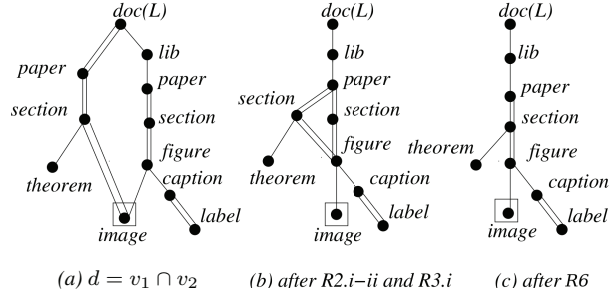 doc(L)
lib
paper
paper
section
section
figure
theorem
caption
label
image
(a) d = v₁ ∩ v₂
doc(L)
lib
paper
section
section
figure
theorem
caption
label
image
(b) after R2.i–ii and R3.i
doc(L)
lib
paper
section
theorem
figure
caption
label
image
(c) after R6